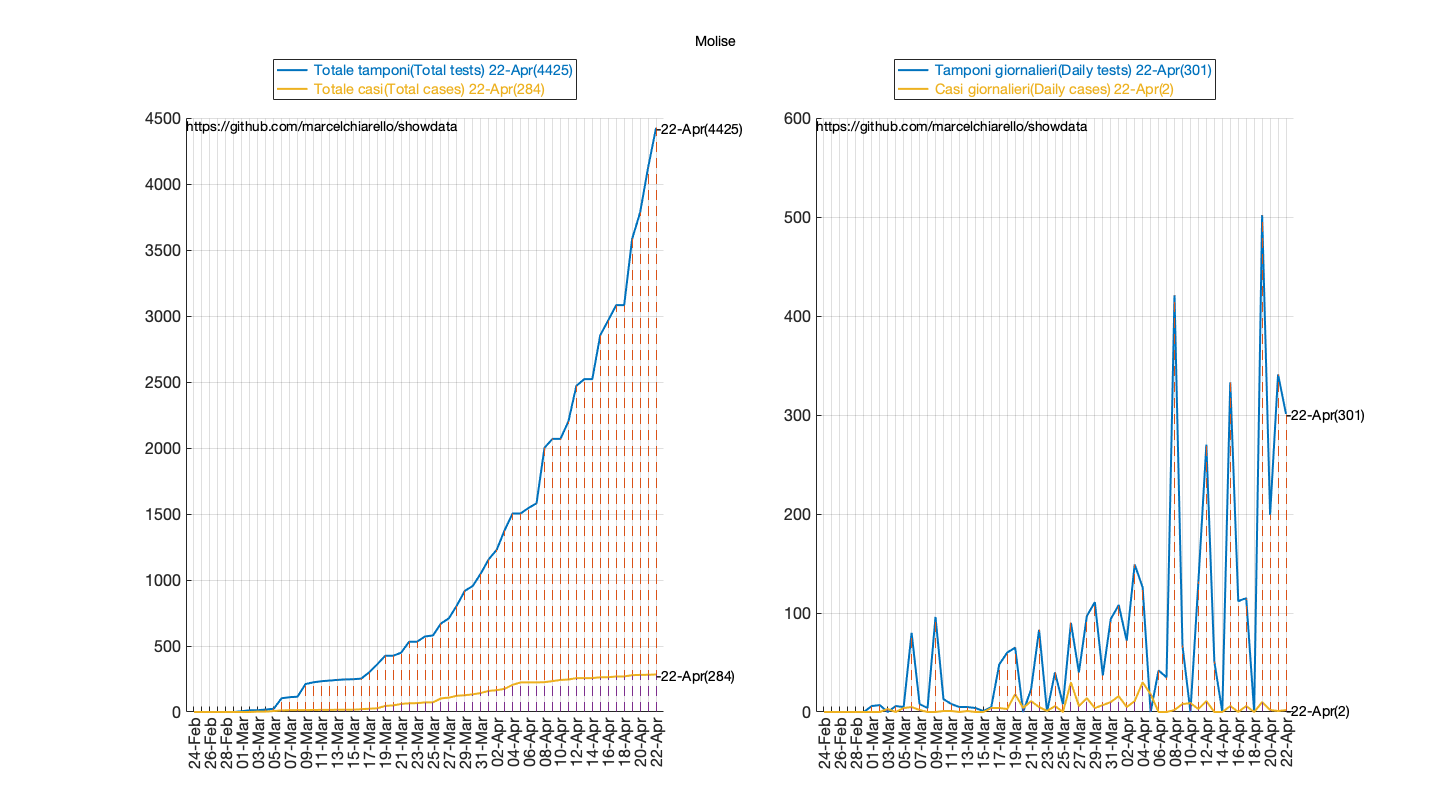 Molise
Totale tamponi(Total tests) 22-Apr(4425)
Totale casi(Total cases) 22-Apr(284)
4500
4000
3500
3000
2500
2000
1500
1000
500
0
https://github.com/marcelchiarello/showdata
22-Apr(4425)
22-Apr(284)
24-Feb
26-Feb
28-Feb
01-Mar
03-Mar
05-Mar
07-Mar
09-Mar
11-Mar
13-Mar
15-Mar
17-Mar
19-Mar
21-Mar
23-Mar
25-Mar
27-Mar
29-Mar
31-Mar
02-Apr
04-Apr
06-Apr
08-Apr
10-Apr
12-Apr
14-Apr
16-Apr
18-Apr
20-Apr
22-Apr
Tamponi giornalieri(Daily tests) 22-Apr(301)
Casi giornalieri(Daily cases) 22-Apr(2)
600
500
400
300
200
100
0
https://github.com/marcelchiarello/showdata
22-Apr(301)
22-Apr(2)
24-Feb
26-Feb
28-Feb
01-Mar
03-Mar
05-Mar
07-Mar
09-Mar
11-Mar
13-Mar
15-Mar
17-Mar
19-Mar
21-Mar
23-Mar
25-Mar
27-Mar
29-Mar
31-Mar
02-Apr
04-Apr
06-Apr
08-Apr
10-Apr
12-Apr
14-Apr
16-Apr
18-Apr
20-Apr
22-Apr